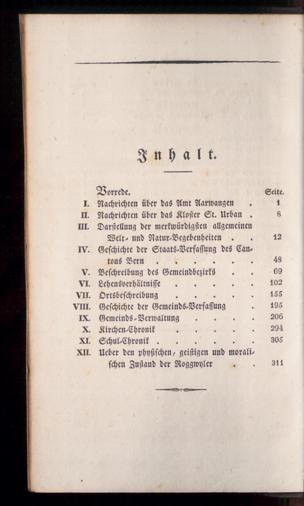 Inhalt.
Vorrede. Seite.
I. Nachrichten über das Amt Aarwangen . 1
II. Nachrichten über das Kloster St. Urban . 8
III. Darstellung der merkwürdigsten allgemeinen
Welt- und Natur-Begebenheiten . . 12
IV. Geschichte der Staats-Verfassung des Can-
tons Bern . . . . . . 48
V. Beschreibung des Gemeindbezirks . . 69
VI. Lehensverhältnisse . . . . . 102
VII. Ortsbeschreibung . . . . . 155
VIII. Geschichte der Gemeinds-Verfassung . 195
IX. Gemeinds-Verwaltung . . . . 206
X. Kirchen-Chronik . . . . . 294
XI. Schul-Chronik . . . . . . 305
XII. Ueber den physischen, geistigen und morali-
schen Zustand der Roggwyler . . 311